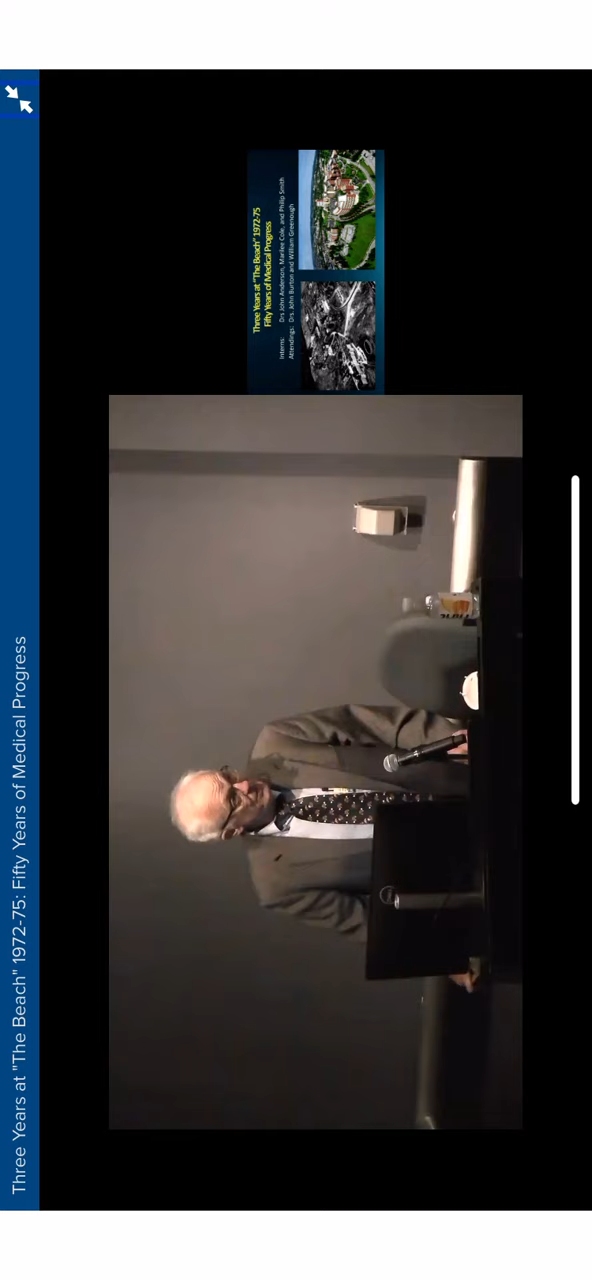 Three Years at "The Beach" 1972-75: Fifty Years of Medical Progress
Three Years at "The Beach" 1972-75
Fifty Years of Medical Progress
Interns: Drs John Anderson, Marilee Cole, and Philip Smith
Attendings: Drs. John Burton and William Greenough